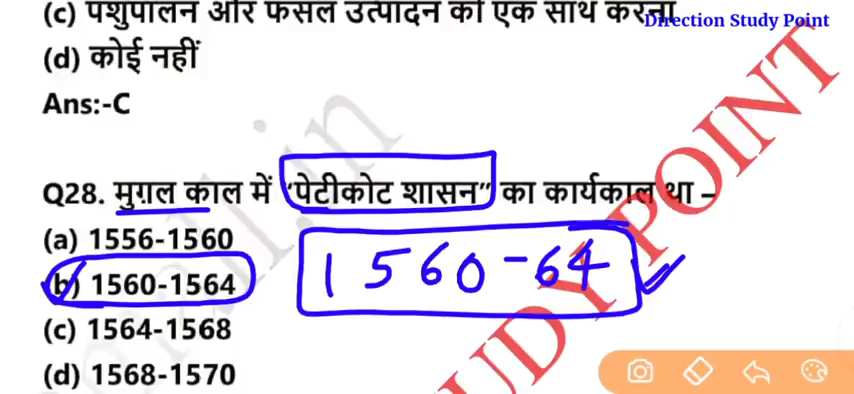 (c) पशुपालन और फसल उत्पादन को एक साथ करना
Direction Study Point
(d) कोई नहीं
Ans:-C
Q28. मुग़ल काल में "पेटीकोट शासन" का कार्यकाल था –
(a) 1556-1560
(b) 1560-1564
1560-64
(c) 1564-1568
(d) 1568-1570
STUDY POINT